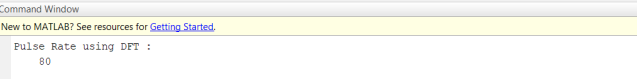 Command Window
New to MATLAB? See resources for Getting Started.
Pulse Rate using DFT :
80